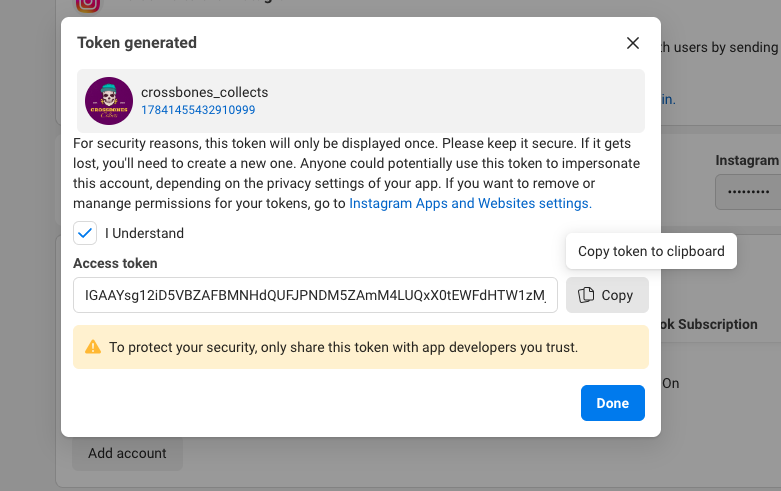 Token generated
th users by sending
crossbones_collects
17841455432910999
CROSSBONES
in.
For security reasons, this token will only be displayed once. Please keep it secure. If it gets
lost, you'll need to create a new one. Anyone could potentially use this token to impersonate
this account, depending on the privacy settings of your app. If you want to remove or
manange permissions for your tokens, go to Instagram Apps and Websites settings.
Instagram
I Understand
Copy token to clipboard
Access token
IGAAYsg12iD5VBZAFBMNHdQUFJPNDM5ZAmM4LUQxX0tEWFdHTW1zM
Copy
ok Subscription
To protect your security, only share this token with app developers you trust.
On
Done
Add account